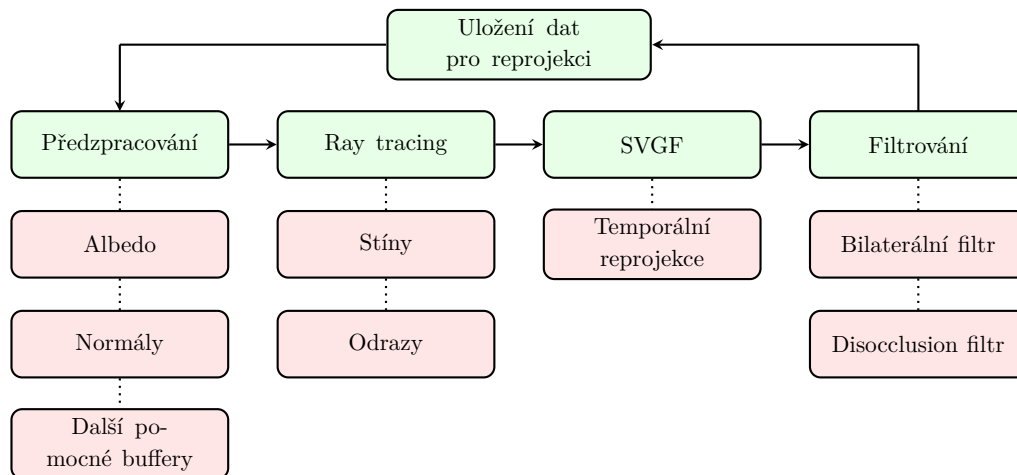 Uložení dat
pro reprojekci
Předzpracování
Ray tracing
SVGF
Filtrování
Albedo
Stíny
Temporální
reprojekce
Bilaterální filtr
Normály
Odrazy
Disocclusion filtr
Další po-
mocné buffery